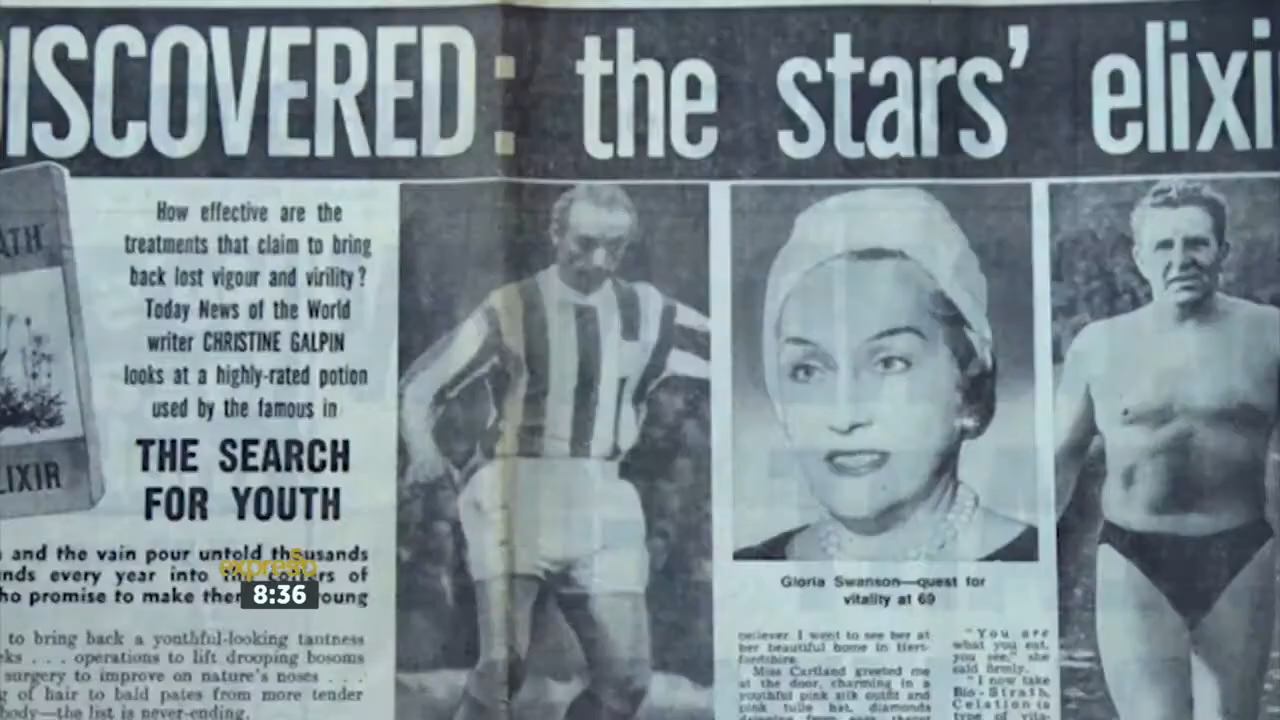 DISCOVERED: the stars' elixi
ATH
LIXIR
How effective are the
treatments that claim to bring
back lost vigour and virility?
Today News of the World
writer CHRISTINE GALPIN
looks at a highly-rated potion
used by the famous in
THE SEARCH
FOR YOUTH
and the vain pour untold thousands
nds every year into the of
ho promise to make them young
to bring back a youthful-looking tautness
eks . . . operations to lift drooping bosoms
surgery to improve on nature's noses . . .
g of hair to bald pates from more tender
body—the list is never-ending.
expresso
8:36
Gloria Swanson—quest for
vitality at 69
believer. I went to see her at
her beautiful home in Hert-
fordshire.
Miss Cartland greeted me
at the door, charming in a
youthful pink silk outfit and
pink tulle hat, diamonds
"You are
what you eat,
you see," she
said firmly.
"I now take
Bio-Strath,
Celation is
type of vita-